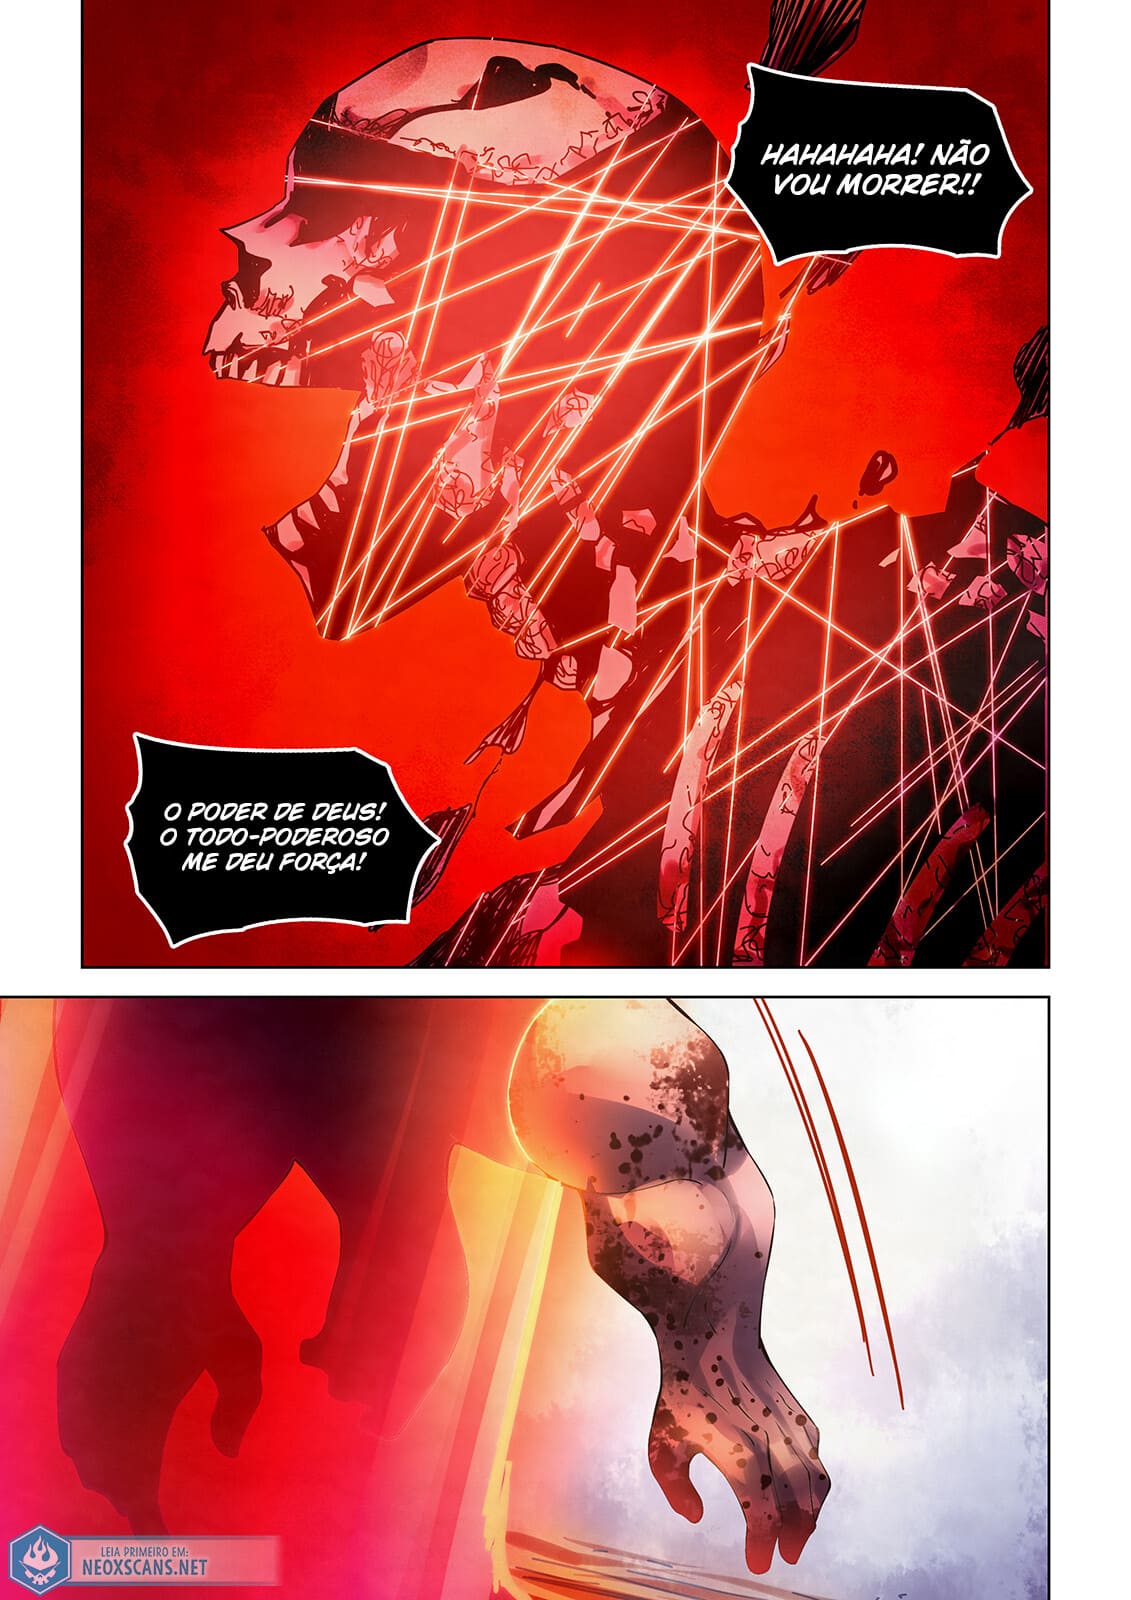 HAHAHAHA! NÃO
VOU MORRER!!
O PODER DE DEUS!
O TODO-PODEROSO
ME DEU FORÇA!
LEIA PRIMEIRO EM:
NEOXSCANS.NET